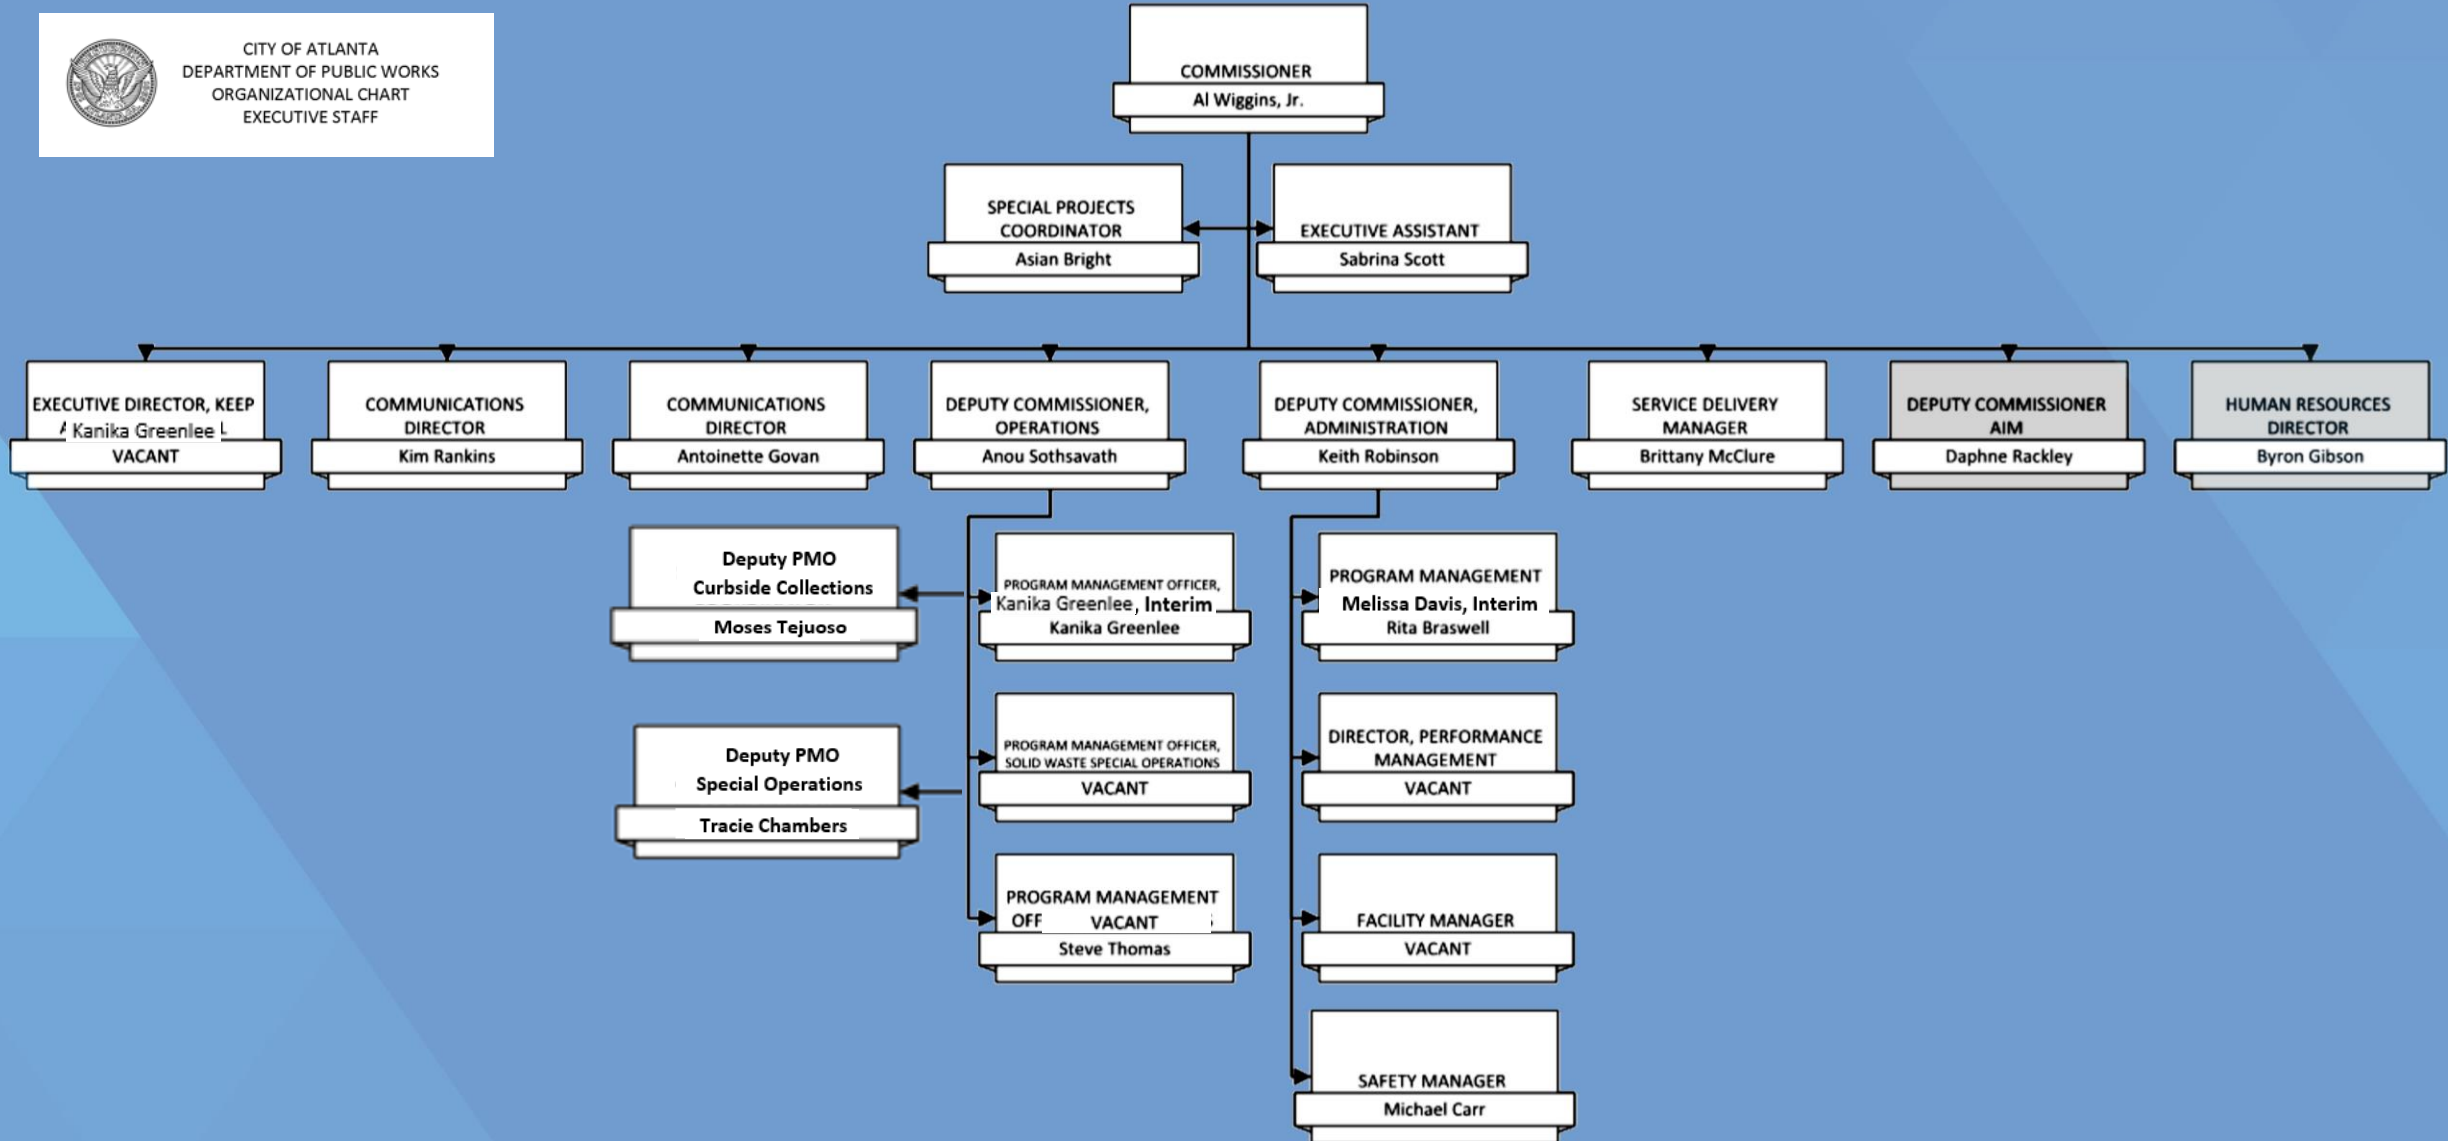 CITY OF ATLANTA
DEPARTMENT OF PUBLIC WORKS
ORGANIZATIONAL CHART
EXECUTIVE STAFF
COMMISSIONER
Al Wiggins, Jr.
SPECIAL PROJECTS
COORDINATOR
Asian Bright
EXECUTIVE ASSISTANT
Sabrina Scott
EXECUTIVE DIRECTOR, KEEP
Kanika Greenlee
VACANT
COMMUNICATIONS
DIRECTOR
Kim Rankins
COMMUNICATIONS
DIRECTOR
Antoinette Govan
DEPUTY COMMISSIONER,
OPERATIONS
Anou Sothsavath
DEPUTY COMMISSIONER,
ADMINISTRATION
Keith Robinson
SERVICE DELIVERY
MANAGER
Brittany McClure
DEPUTY COMMISSIONER
AIM
Daphne Rackley
HUMAN RESOURCES
DIRECTOR
Byron Gibson
Deputy PMO
Curbside Collections
Moses Tejuoso
Deputy PMO
Special Operations
Tracie Chambers
PROGRAM MANAGEMENT OFFICER,
Kanika Greenlee, Interim
Kanika Greenlee
PROGRAM MANAGEMENT OFFICER,
SOLID WASTE SPECIAL OPERATIONS
VACANT
PROGRAM MANAGEMENT
OFF VACANT
Steve Thomas
PROGRAM MANAGEMENT
Melissa Davis, Interim
Rita Braswell
DIRECTOR, PERFORMANCE
MANAGEMENT
VACANT
FACILITY MANAGER
VACANT
SAFETY MANAGER
Michael Carr